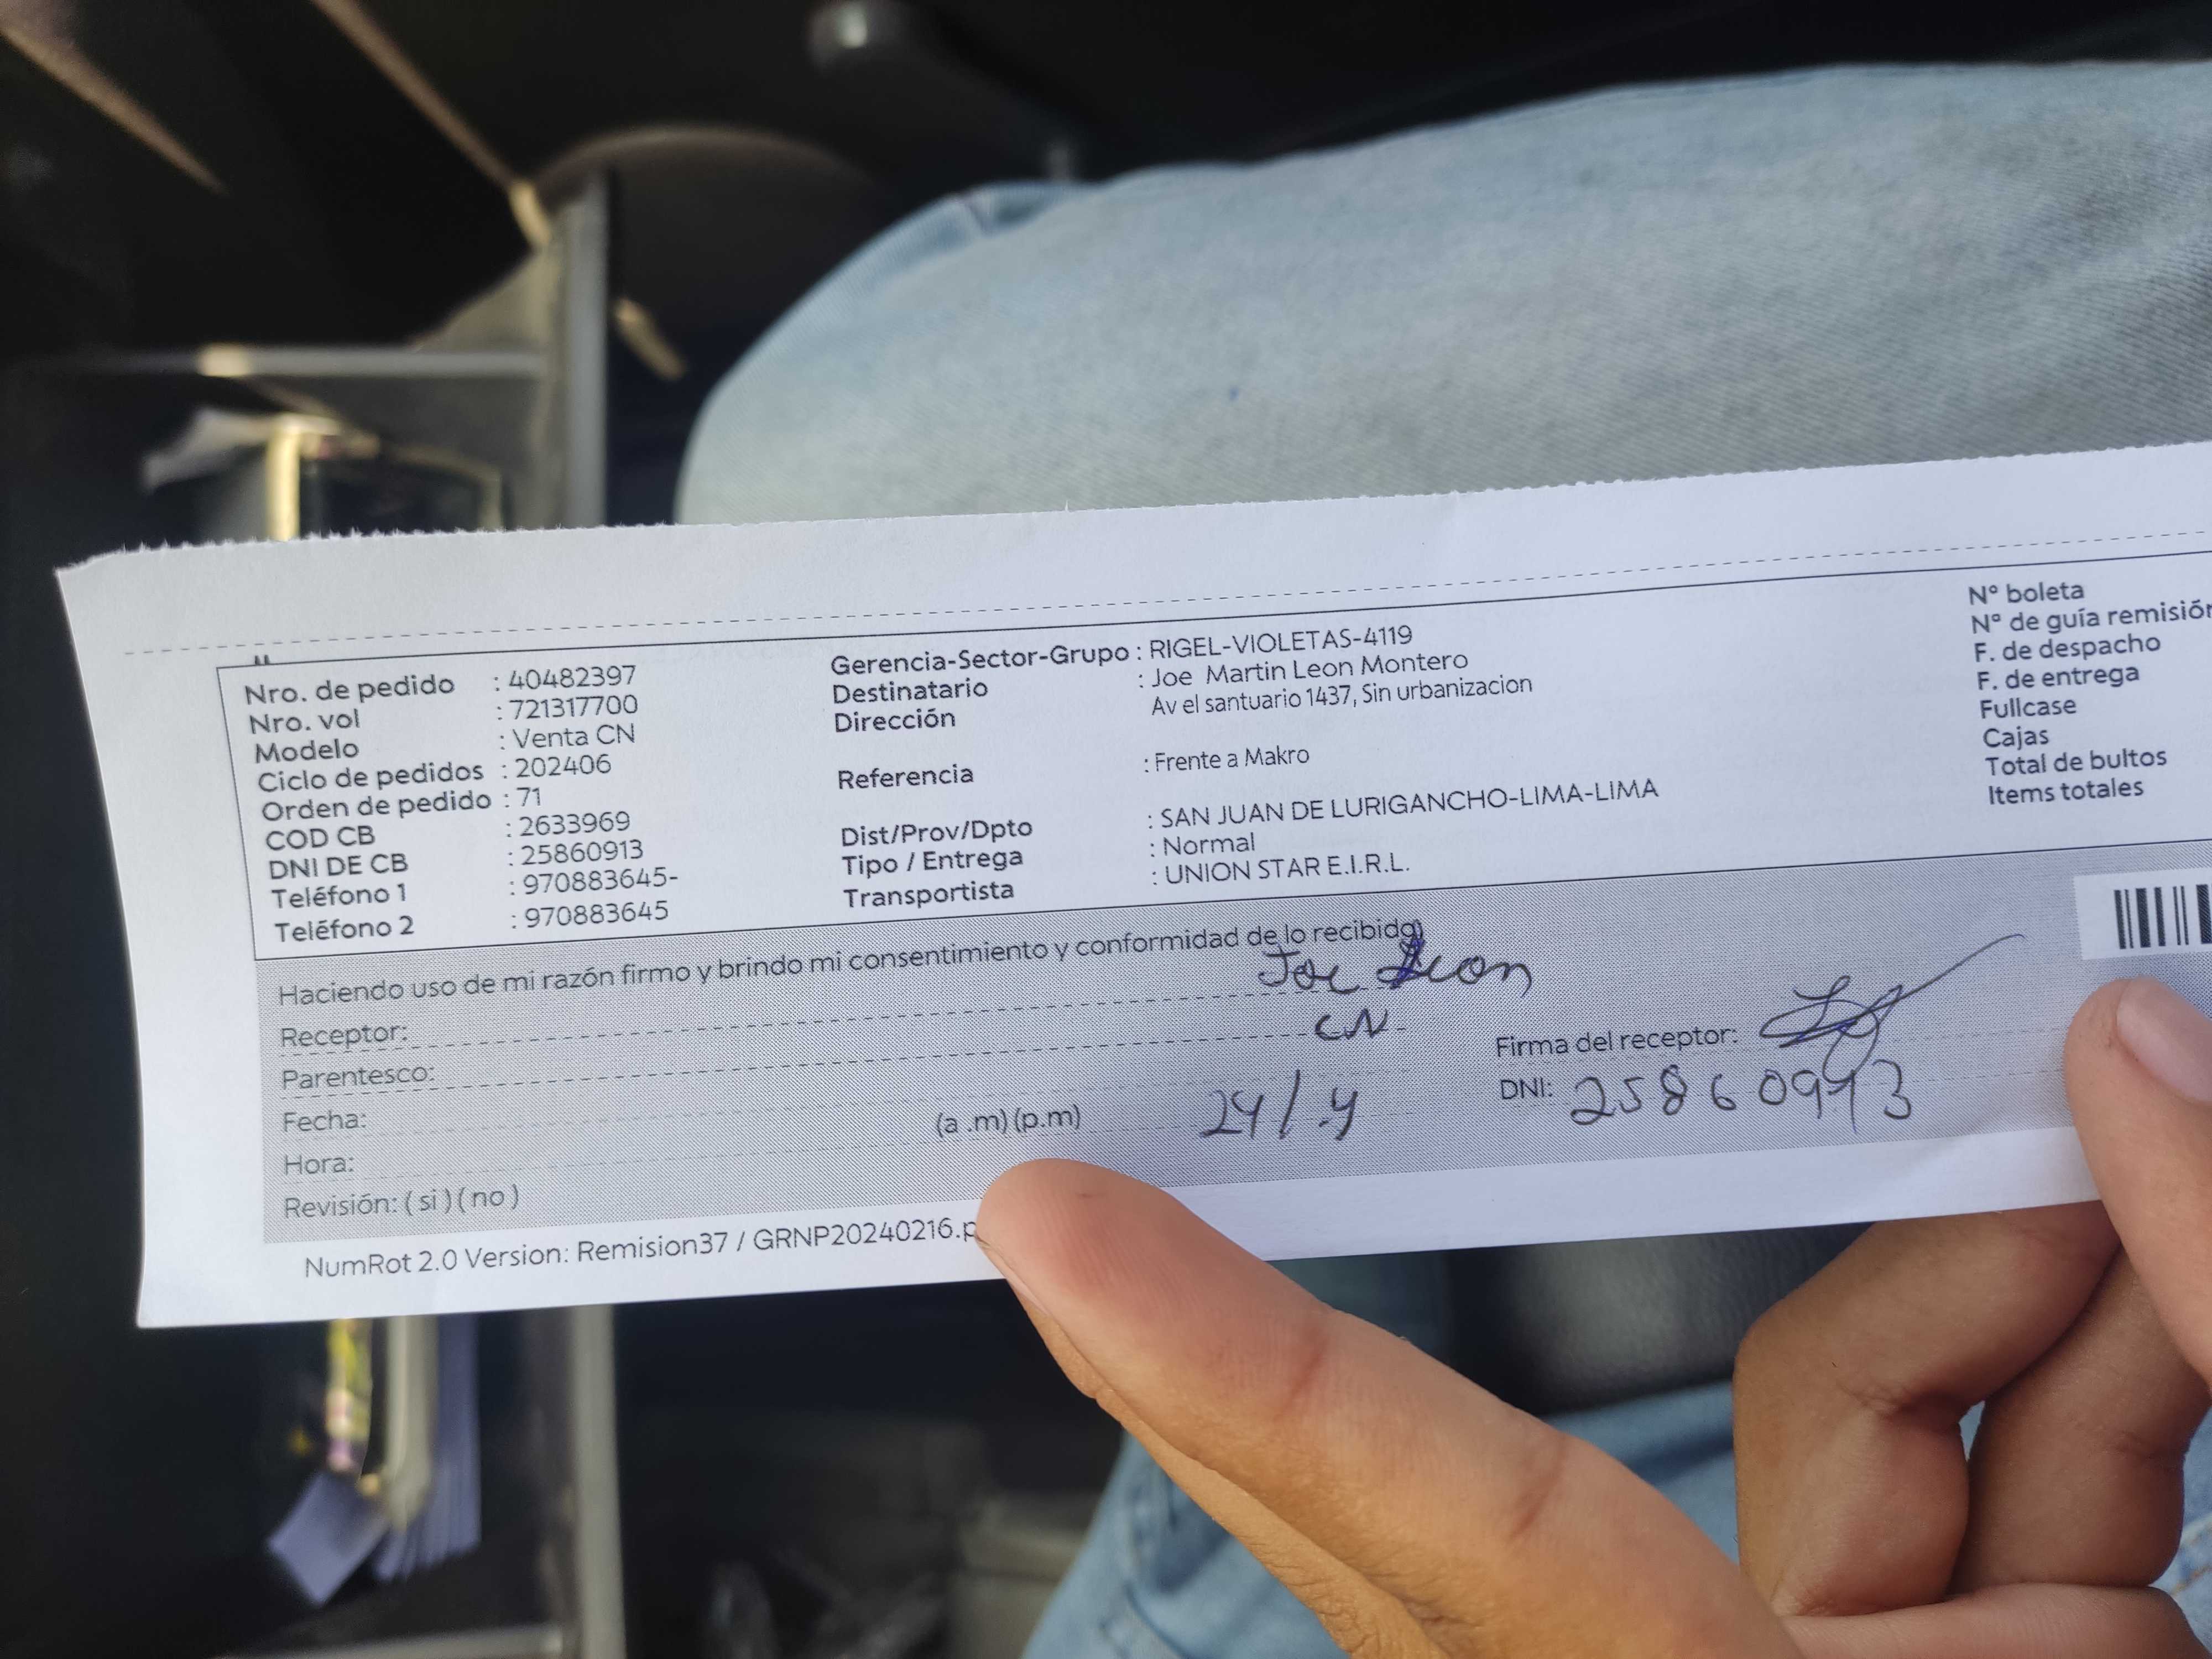 Nro. de pedido : 40482397
Nro. vol : 721317700
Modelo : Venta CN
Ciclo de pedidos : 202406
Orden de pedido : 71
COD CB : 2633969
DNI DE CB : 25860913
Teléfono 1 : 970883645-
Teléfono 2 : 970883645
Gerencia-Sector-Grupo : RIGEL-VIOLETAS-4119
Destinatario : Joe Martin Leon Montero
Dirección Av el santuario 1437, Sin urbanizacion
Referencia : Frente a Makro
Dist/Prov/Dpto : SAN JUAN DE LURIGANCHO-LIMA-LIMA
Tipo / Entrega : Normal
Transportista : UNION STAR E.I.R.L.
Nº boleta
Nº de guía remisión
F. de despacho
F. de entrega
Fullcase
Cajas
Total de bultos
Items totales
Haciendo uso de mi razón firmo y brindo mi consentimiento y conformidad de lo recibido
Receptor: Joe Leon
Parentesco: CN
Firma del receptor:
Fecha:
DNI: 25860913
Hora: (a .m) (p.m)
Revisión: ( si ) ( no )
NumRot 2.0 Version: Remision37 / GRNP20240216.p